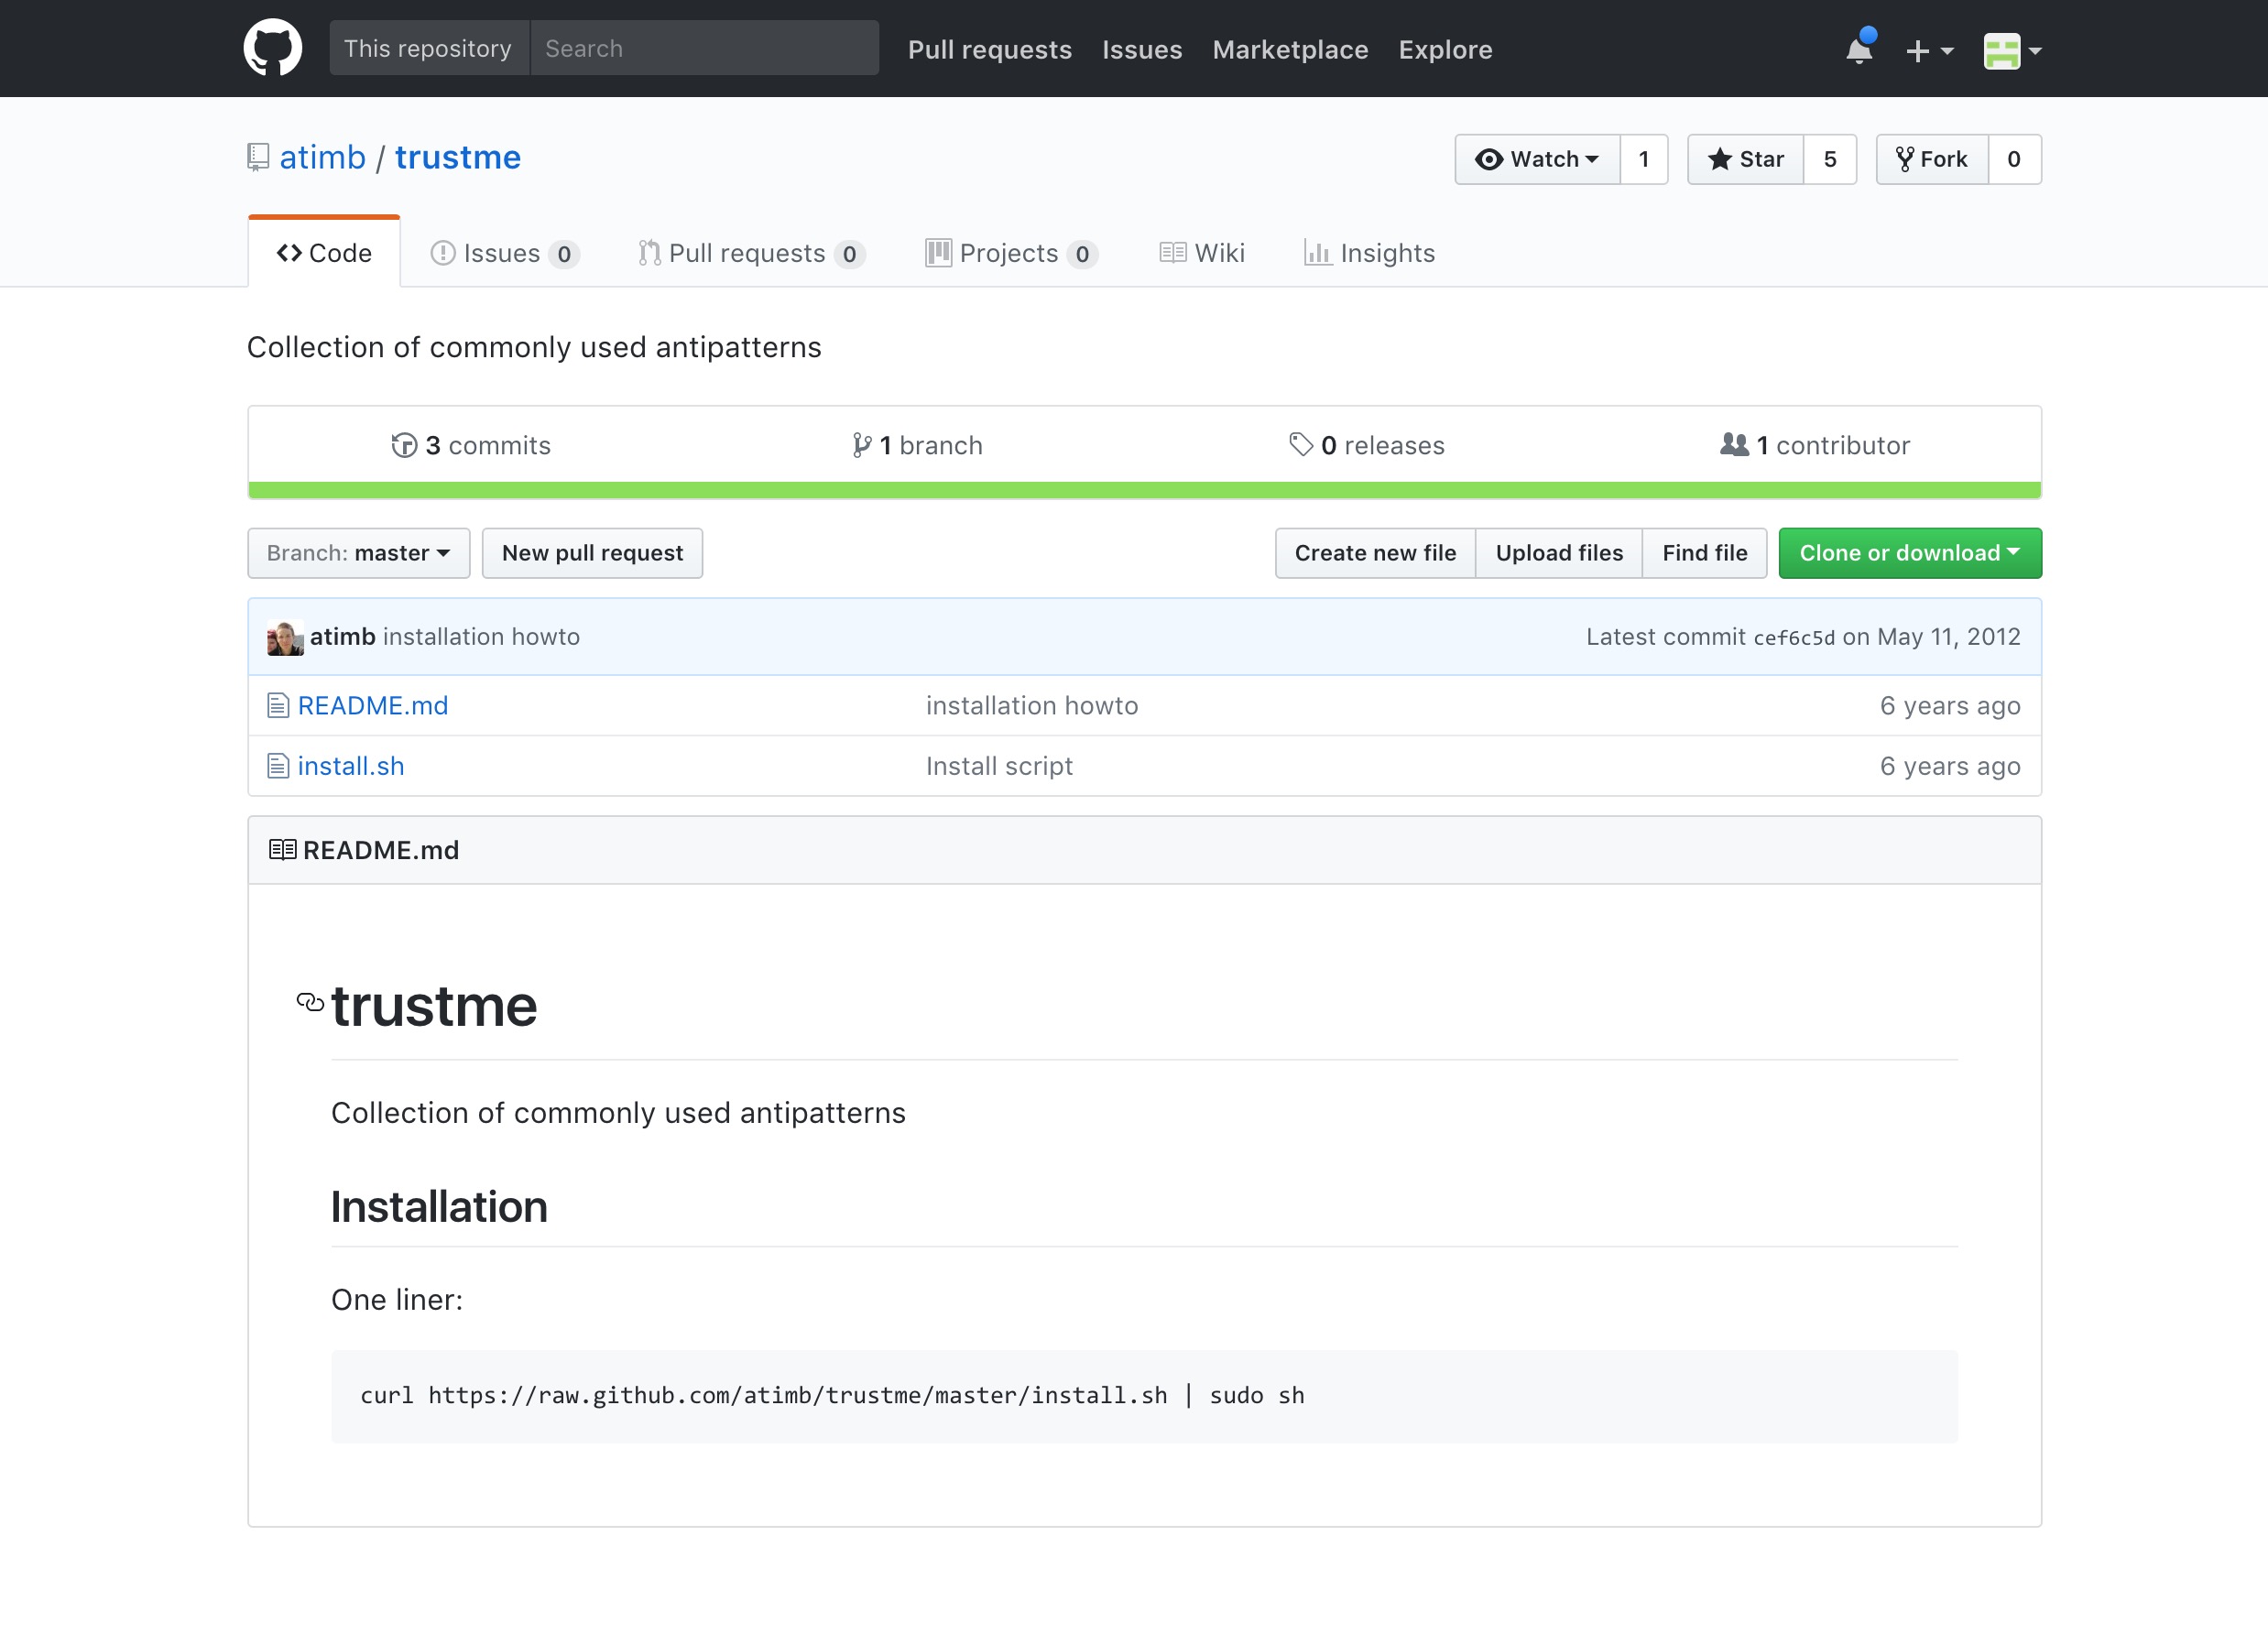 This repository Search Pull requests Issues Marketplace Explore
atimb / trustme Watch 1 Star 5 Fork 0
Code Issues 0 Pull requests 0 Projects 0 Wiki Insights
Collection of commonly used antipatterns
3 commits 1 branch 0 releases 1 contributor
Branch: master New pull request Create new file Upload files Find file Clone or download
atimb installation howto Latest commit cef6c5d on May 11, 2012
README.md installation howto 6 years ago
install.sh Install script 6 years ago
README.md
trustme
Collection of commonly used antipatterns
Installation
One liner:
curl https://raw.github.com/atimb/trustme/master/install.sh | sudo sh